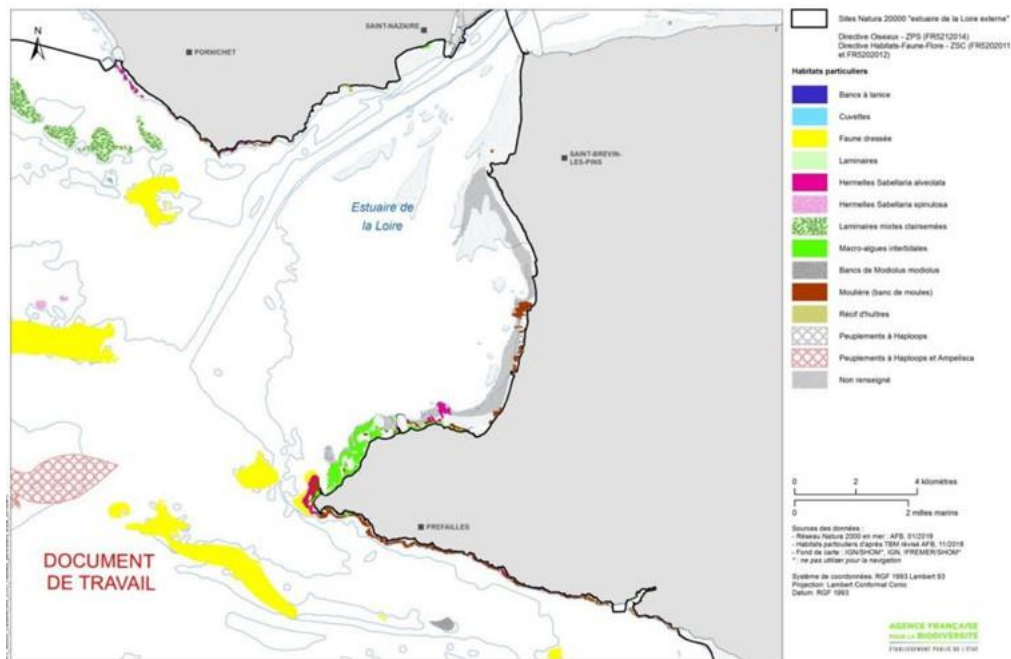 N
SAINT-NAZAIRE
PORNICHET
SAINT-BREVIN-
LES-PINS
Estuaire de
la Loire
PREFAILLES
DOCUMENT
DE TRAVAIL
Sites Natura 20000 "estuaire de la Loire externe"
Directive Oiseaux - ZPS (FR5212014)
Directive Habitats-Faune-Flore - ZSC (FR5202011
et FR5202012)
Habitats particuliers
Bancs à lanice
Cuvettes
Faune dressée
Laminaires
Hermelles Sabellaria alveolata
Hermelles Sabellaria spinulosa
Laminaires mixtes clairsemées
Macro-algues intertidales
Bancs de Modiolus modiolus
Moulière (banc de moules)
Récif d'huîtres
Peuplements à Haploops
Peuplements à Haploops et Ampelisca
Non renseigné
0 2 4 kilomètres
0 2 milles marins
Sources des données :
- Réseau Natura 2000 en mer : AFB, 01/2019
- Habitats particuliers d'après TBM révisé AFB, 11/2018
- Fond de carte : IGN/SHOM*, IGN, IFREMER/SHOM*
* : ne pas utiliser pour la navigation
Système de coordonnées: RGF 1993 Lambert 93
Projection: Lambert Conformal Conic
Datum: RGF 1993
AGENCE FRANÇAISE
POUR LA BIODIVERSITÉ
ÉTABLISSEMENT PUBLIC DE L'ÉTAT